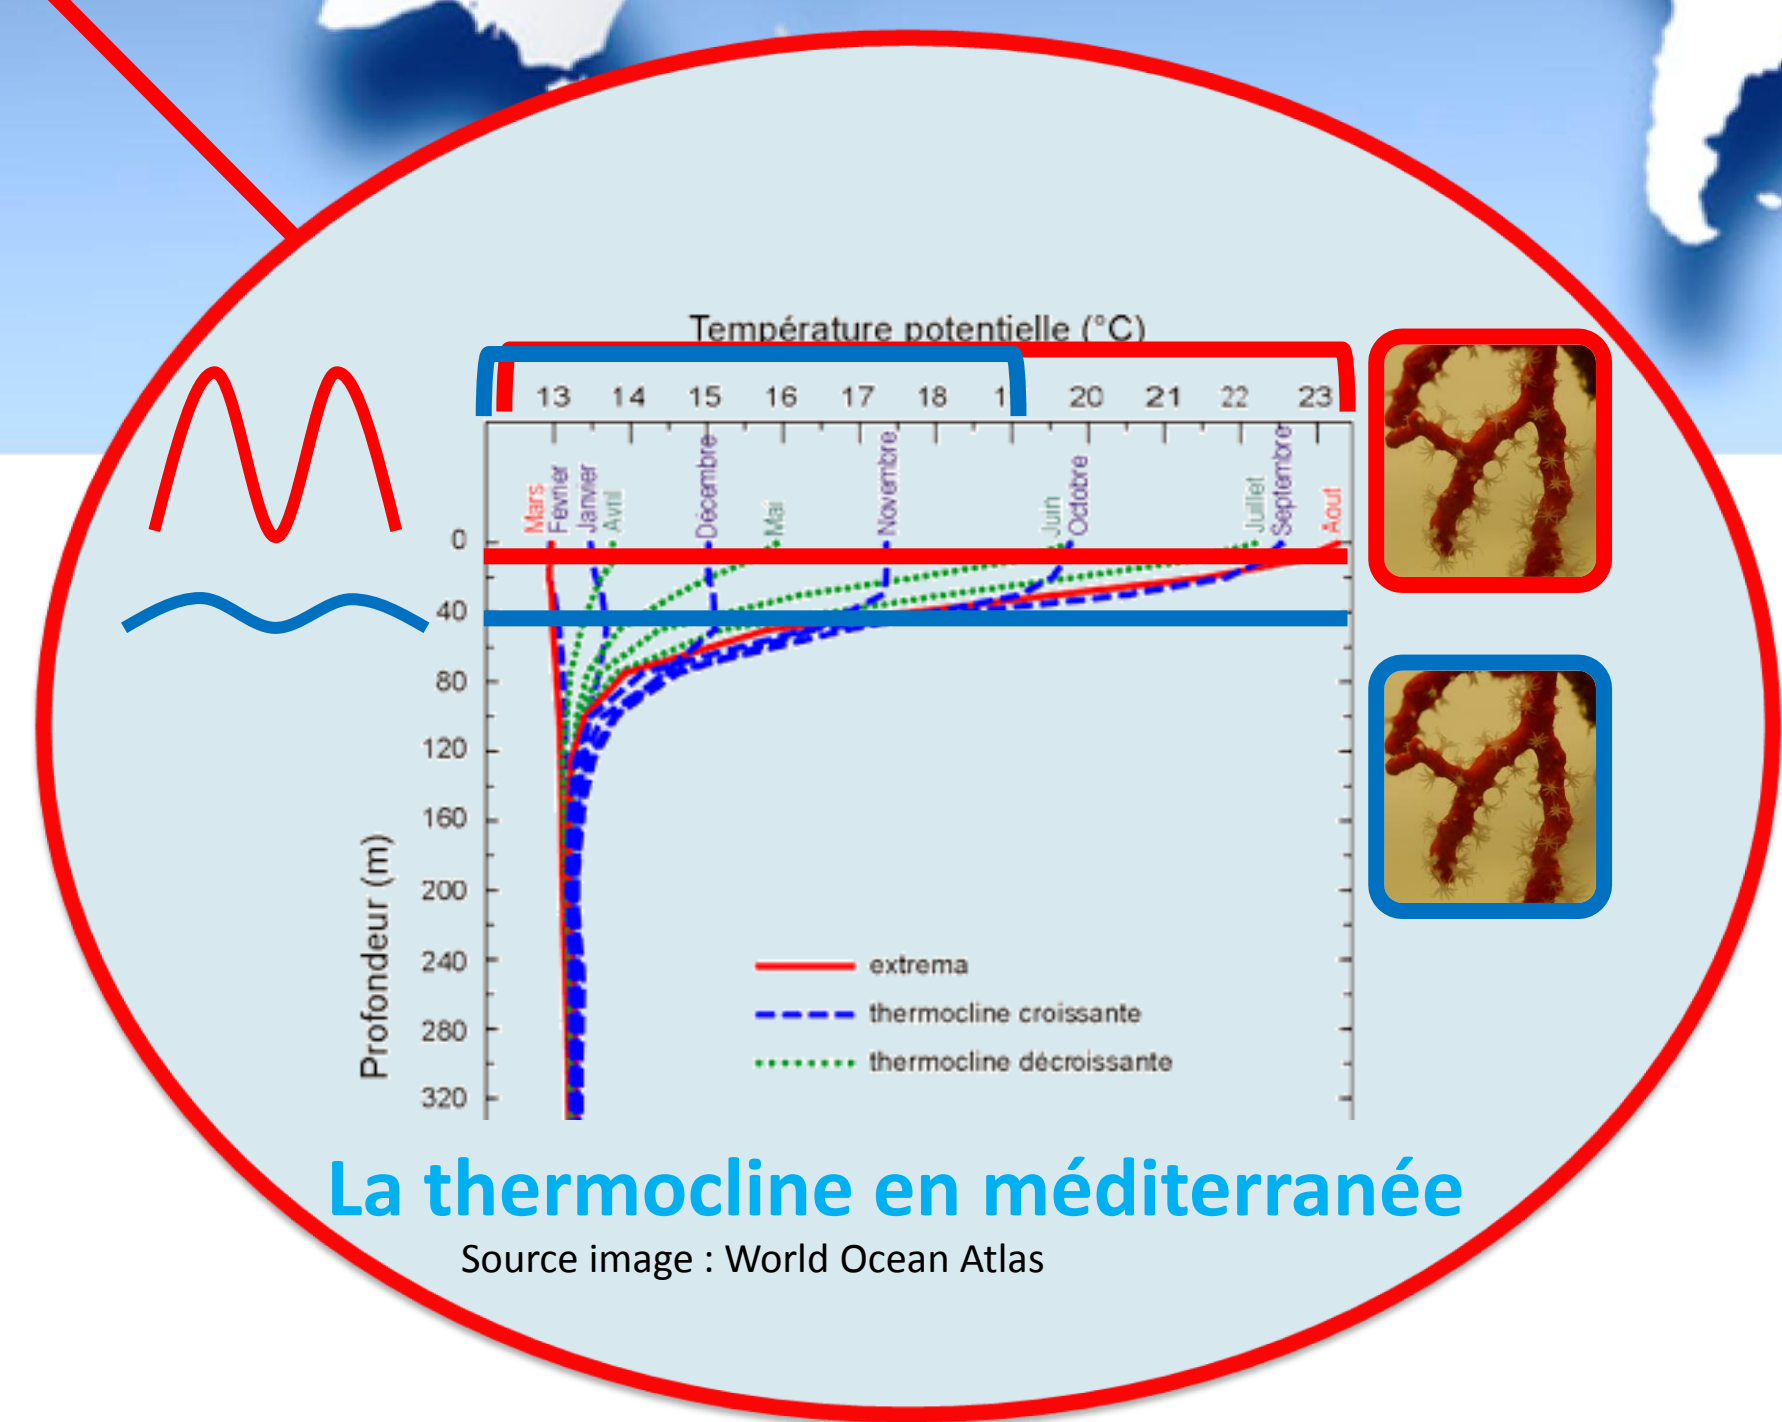 Température potentielle (°C)
13 14 15 16 17 18 1 20 21 22 23
Mars
Février
Janvier
Avril
Décembre
Mai
Novembre
Juin
Octobre
Juillet
Septembre
Aout
0
40
80
120
160
200
240
280
320
Profondeur (m)
extrema
thermocline croissante
thermocline décroissante
La thermocline en méditerranée
Source image : World Ocean Atlas